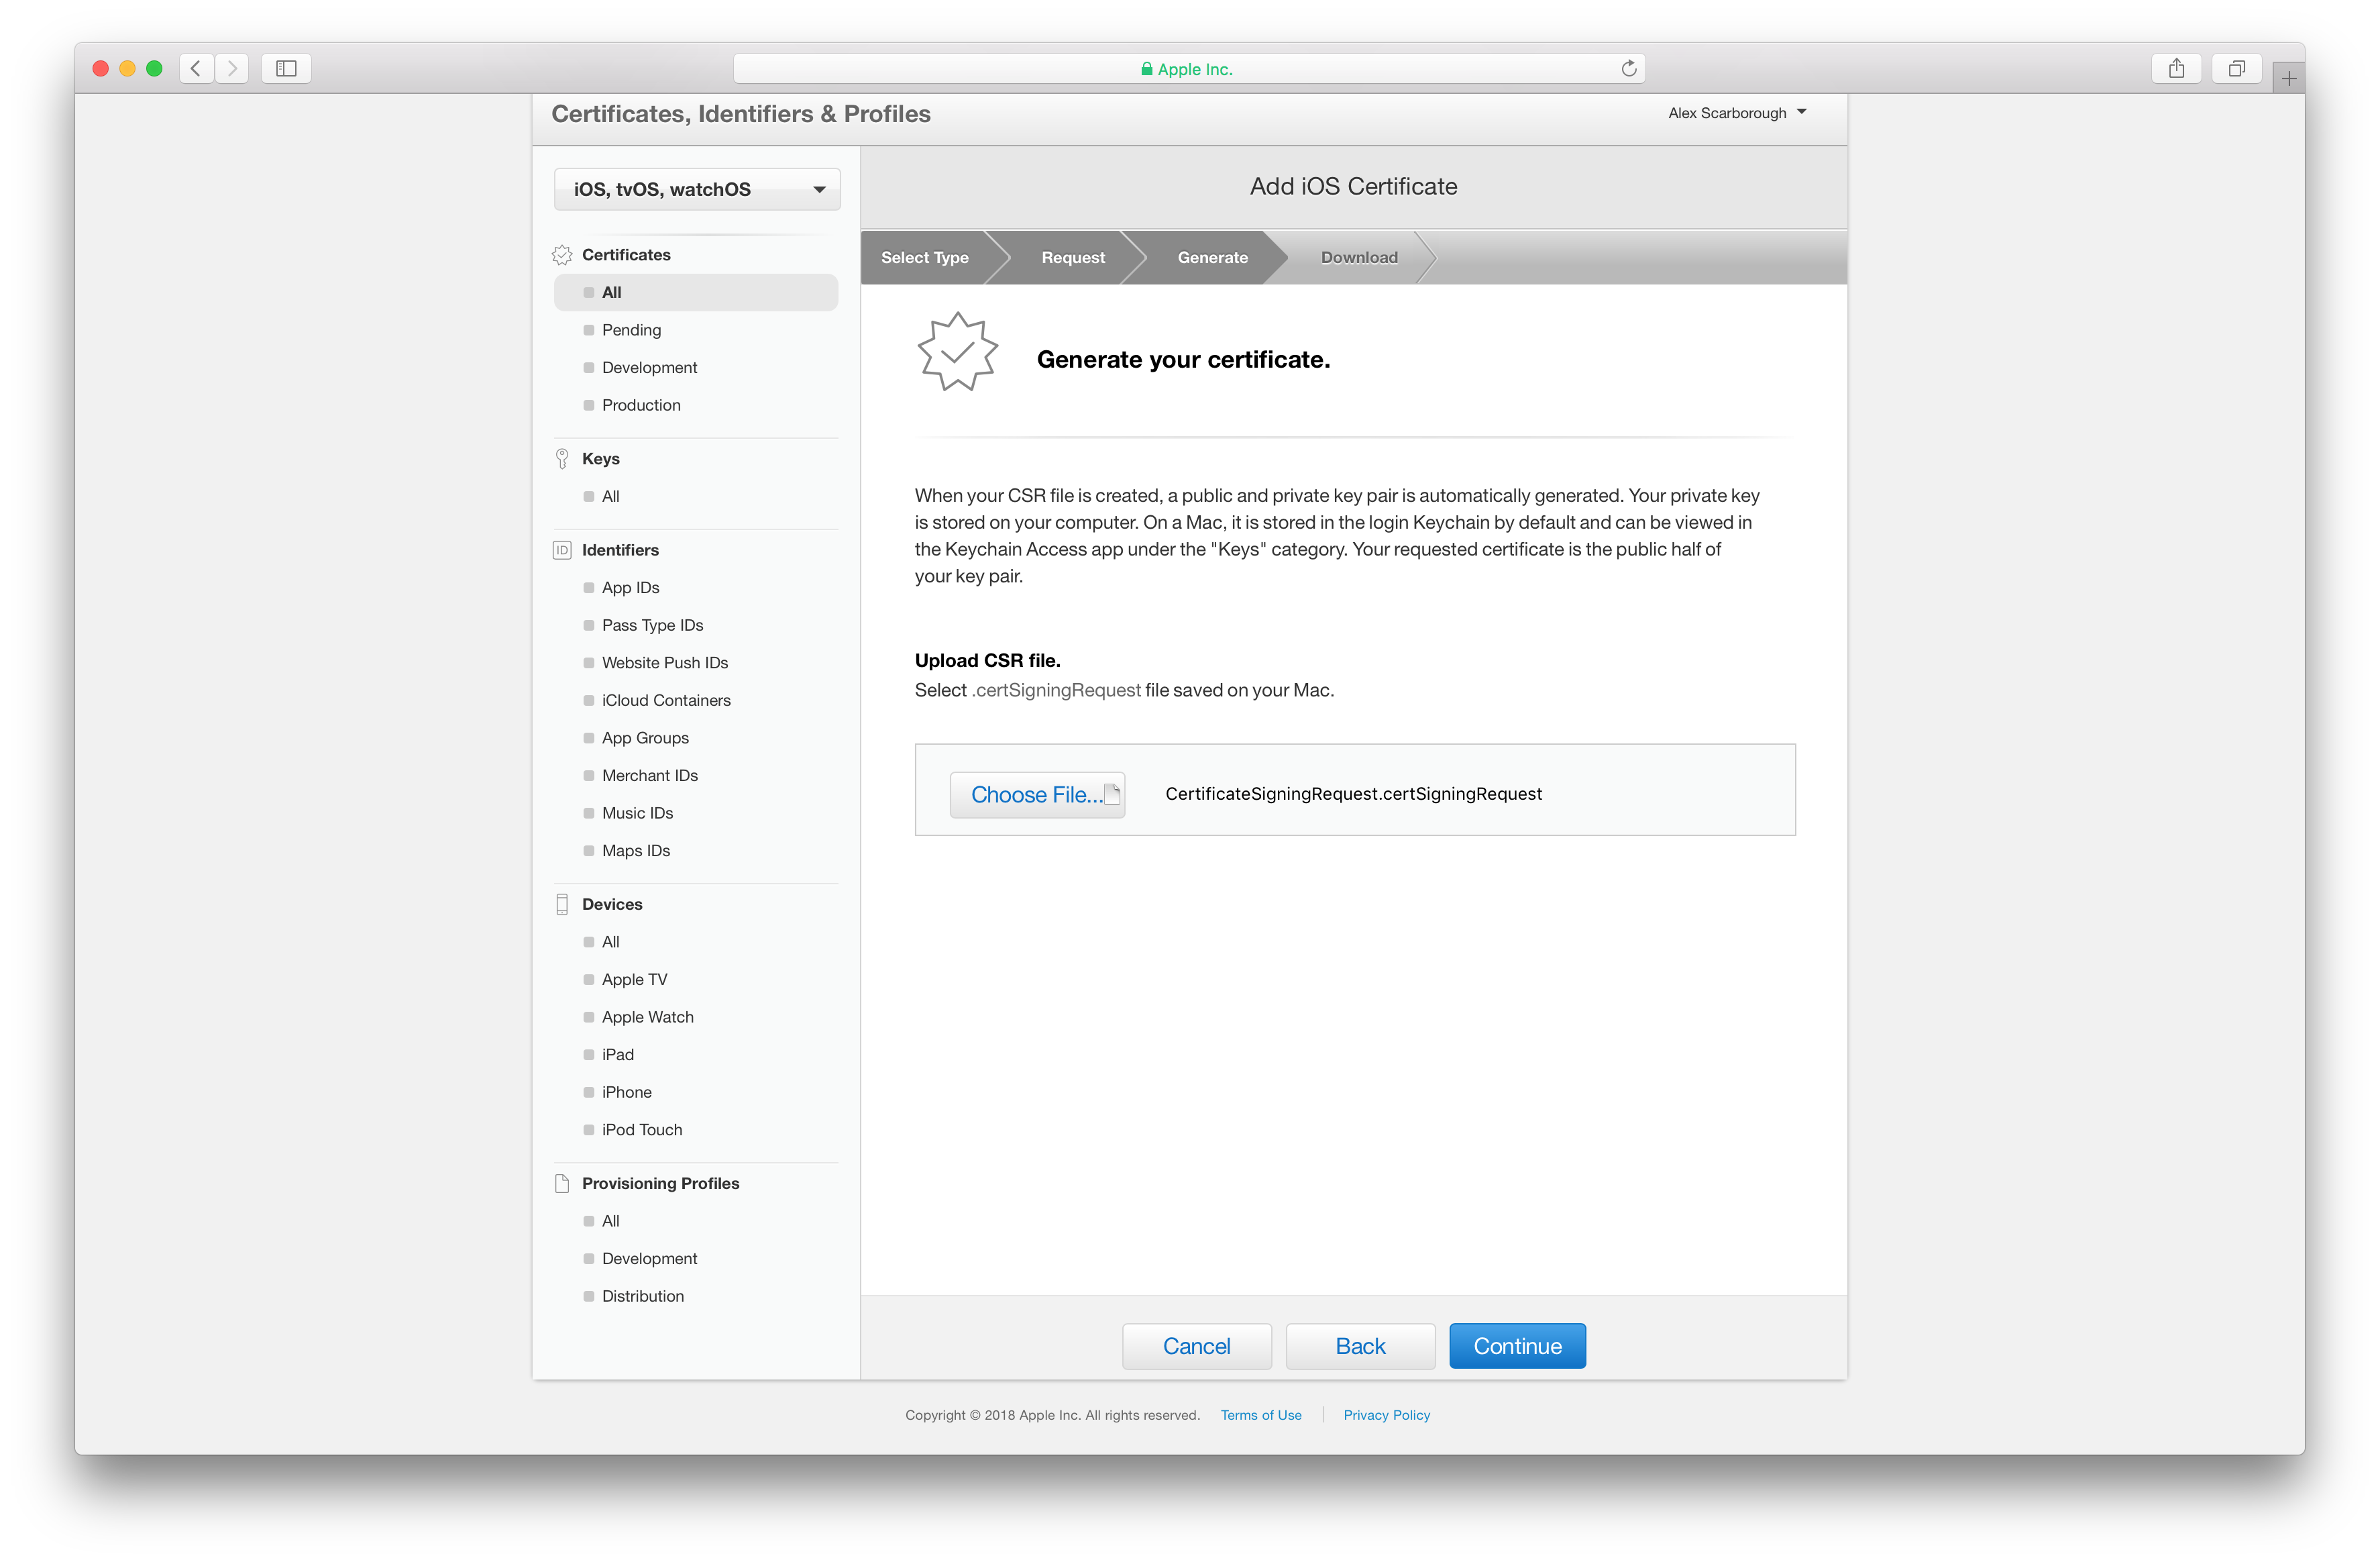 Apple Inc.
Certificates, Identifiers & Profiles
Alex Scarborough
iOS, tvOS, watchOS
Certificates
All
Pending
Development
Production
Keys
All
ID Identifiers
App IDs
Pass Type IDs
Website Push IDs
iCloud Containers
App Groups
Merchant IDs
Music IDs
Maps IDs
Devices
All
Apple TV
Apple Watch
iPad
iPhone
iPod Touch
Provisioning Profiles
All
Development
Distribution
Add iOS Certificate
Select Type Request Generate Download
Generate your certificate.
When your CSR file is created, a public and private key pair is automatically generated. Your private key
is stored on your computer. On a Mac, it is stored in the login Keychain by default and can be viewed in
the Keychain Access app under the "Keys" category. Your requested certificate is the public half of
your key pair.
Upload CSR file.
Select .certSigningRequest file saved on your Mac.
Choose File... CertificateSigningRequest.certSigningRequest
Cancel Back Continue
Copyright © 2018 Apple Inc. All rights reserved. Terms of Use Privacy Policy